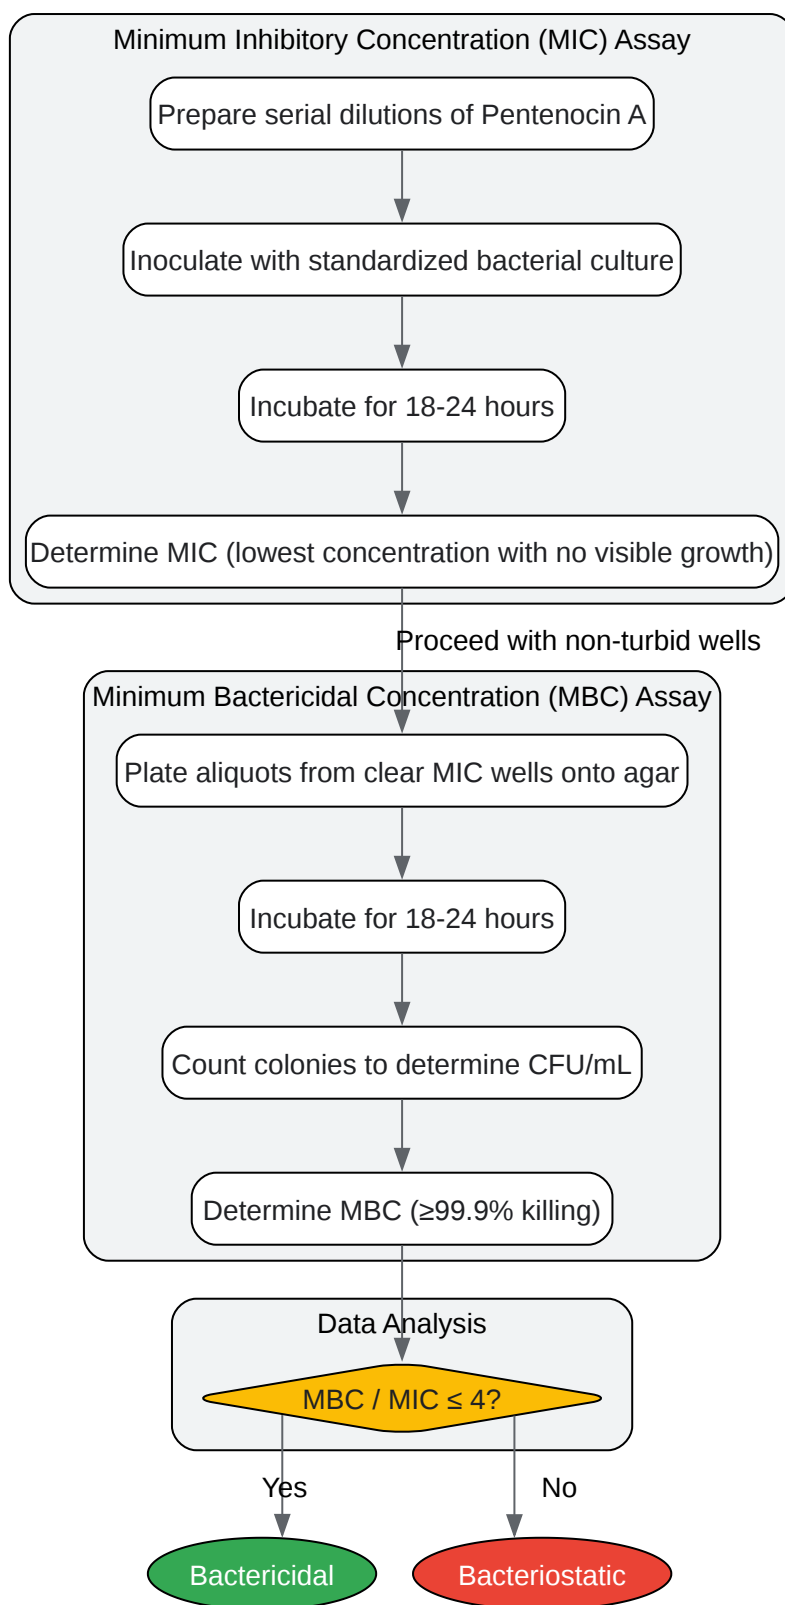 Minimum Inhibitory Concentration (MIC) Assay
Prepare serial dilutions of Pentenocin A
Inoculate with standardized bacterial culture
Incubate for 18-24 hours
Determine MIC (lowest concentration with no visible growth)
Proceed with non-turbid wells
Minimum Bactericidal Concentration (MBC) Assay
Plate aliquots from clear MIC wells onto agar
Incubate for 18-24 hours
Count colonies to determine CFU/mL
Determine MBC (≥99.9% killing)
Data Analysis
MBC / MIC ≤ 4?
Yes
No
Bactericidal
Bacteriostatic